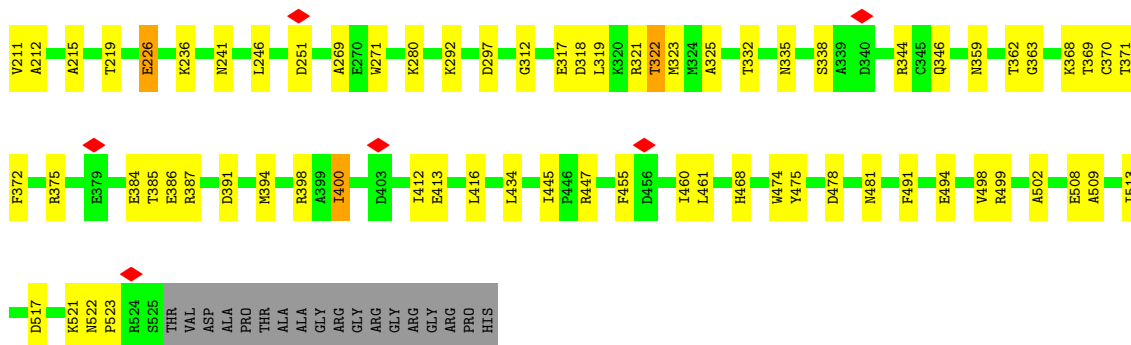 V211 A212 A215 T219 E226 K236 N241 L246 D251 A269 E270 W271 K280 K292 D297 G312 E317 D318 L319 K320 R321 T322 M323 M324 A325 T332 N335 S338 A339 D340 R344 C345 Q346 N359 T362 G363 K368 T369 C370 T371
F372 R375 E379 E384 T385 E386 R387 D391 M394 R398 A399 I400 D403 I412 E413 L416 L434 I445 P446 R447 F455 D456 I460 L461 H468 W474 Y475 D478 N481 F491 E494 V498 R499 A502 E508 A509
D517 K521 N522 P523 R524 S525 THR VAL ASP ALA PRO THR ALA ALA GLY ARG GLY ARG GLY ARG GLY ARG PRO HIS